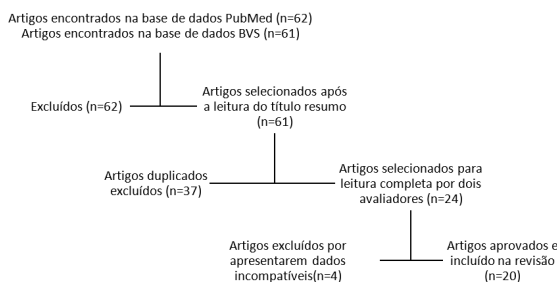 Artigos encontrados na base de dados PubMed (n=62)
Artigos encontrados na base de dados BVS (n=61)
Excluídos (n=62)
Artigos selecionados após
a leitura do título resumo
(n=61)
Artigos duplicados
excluídos (n=37)
Artigos selecionados para
leitura completa por dois
avaliadores (n=24)
Artigos excluídos por
apresentarem dados
incompatíveis(n=4)
Artigos aprovados e
incluído na revisão
(n=20)